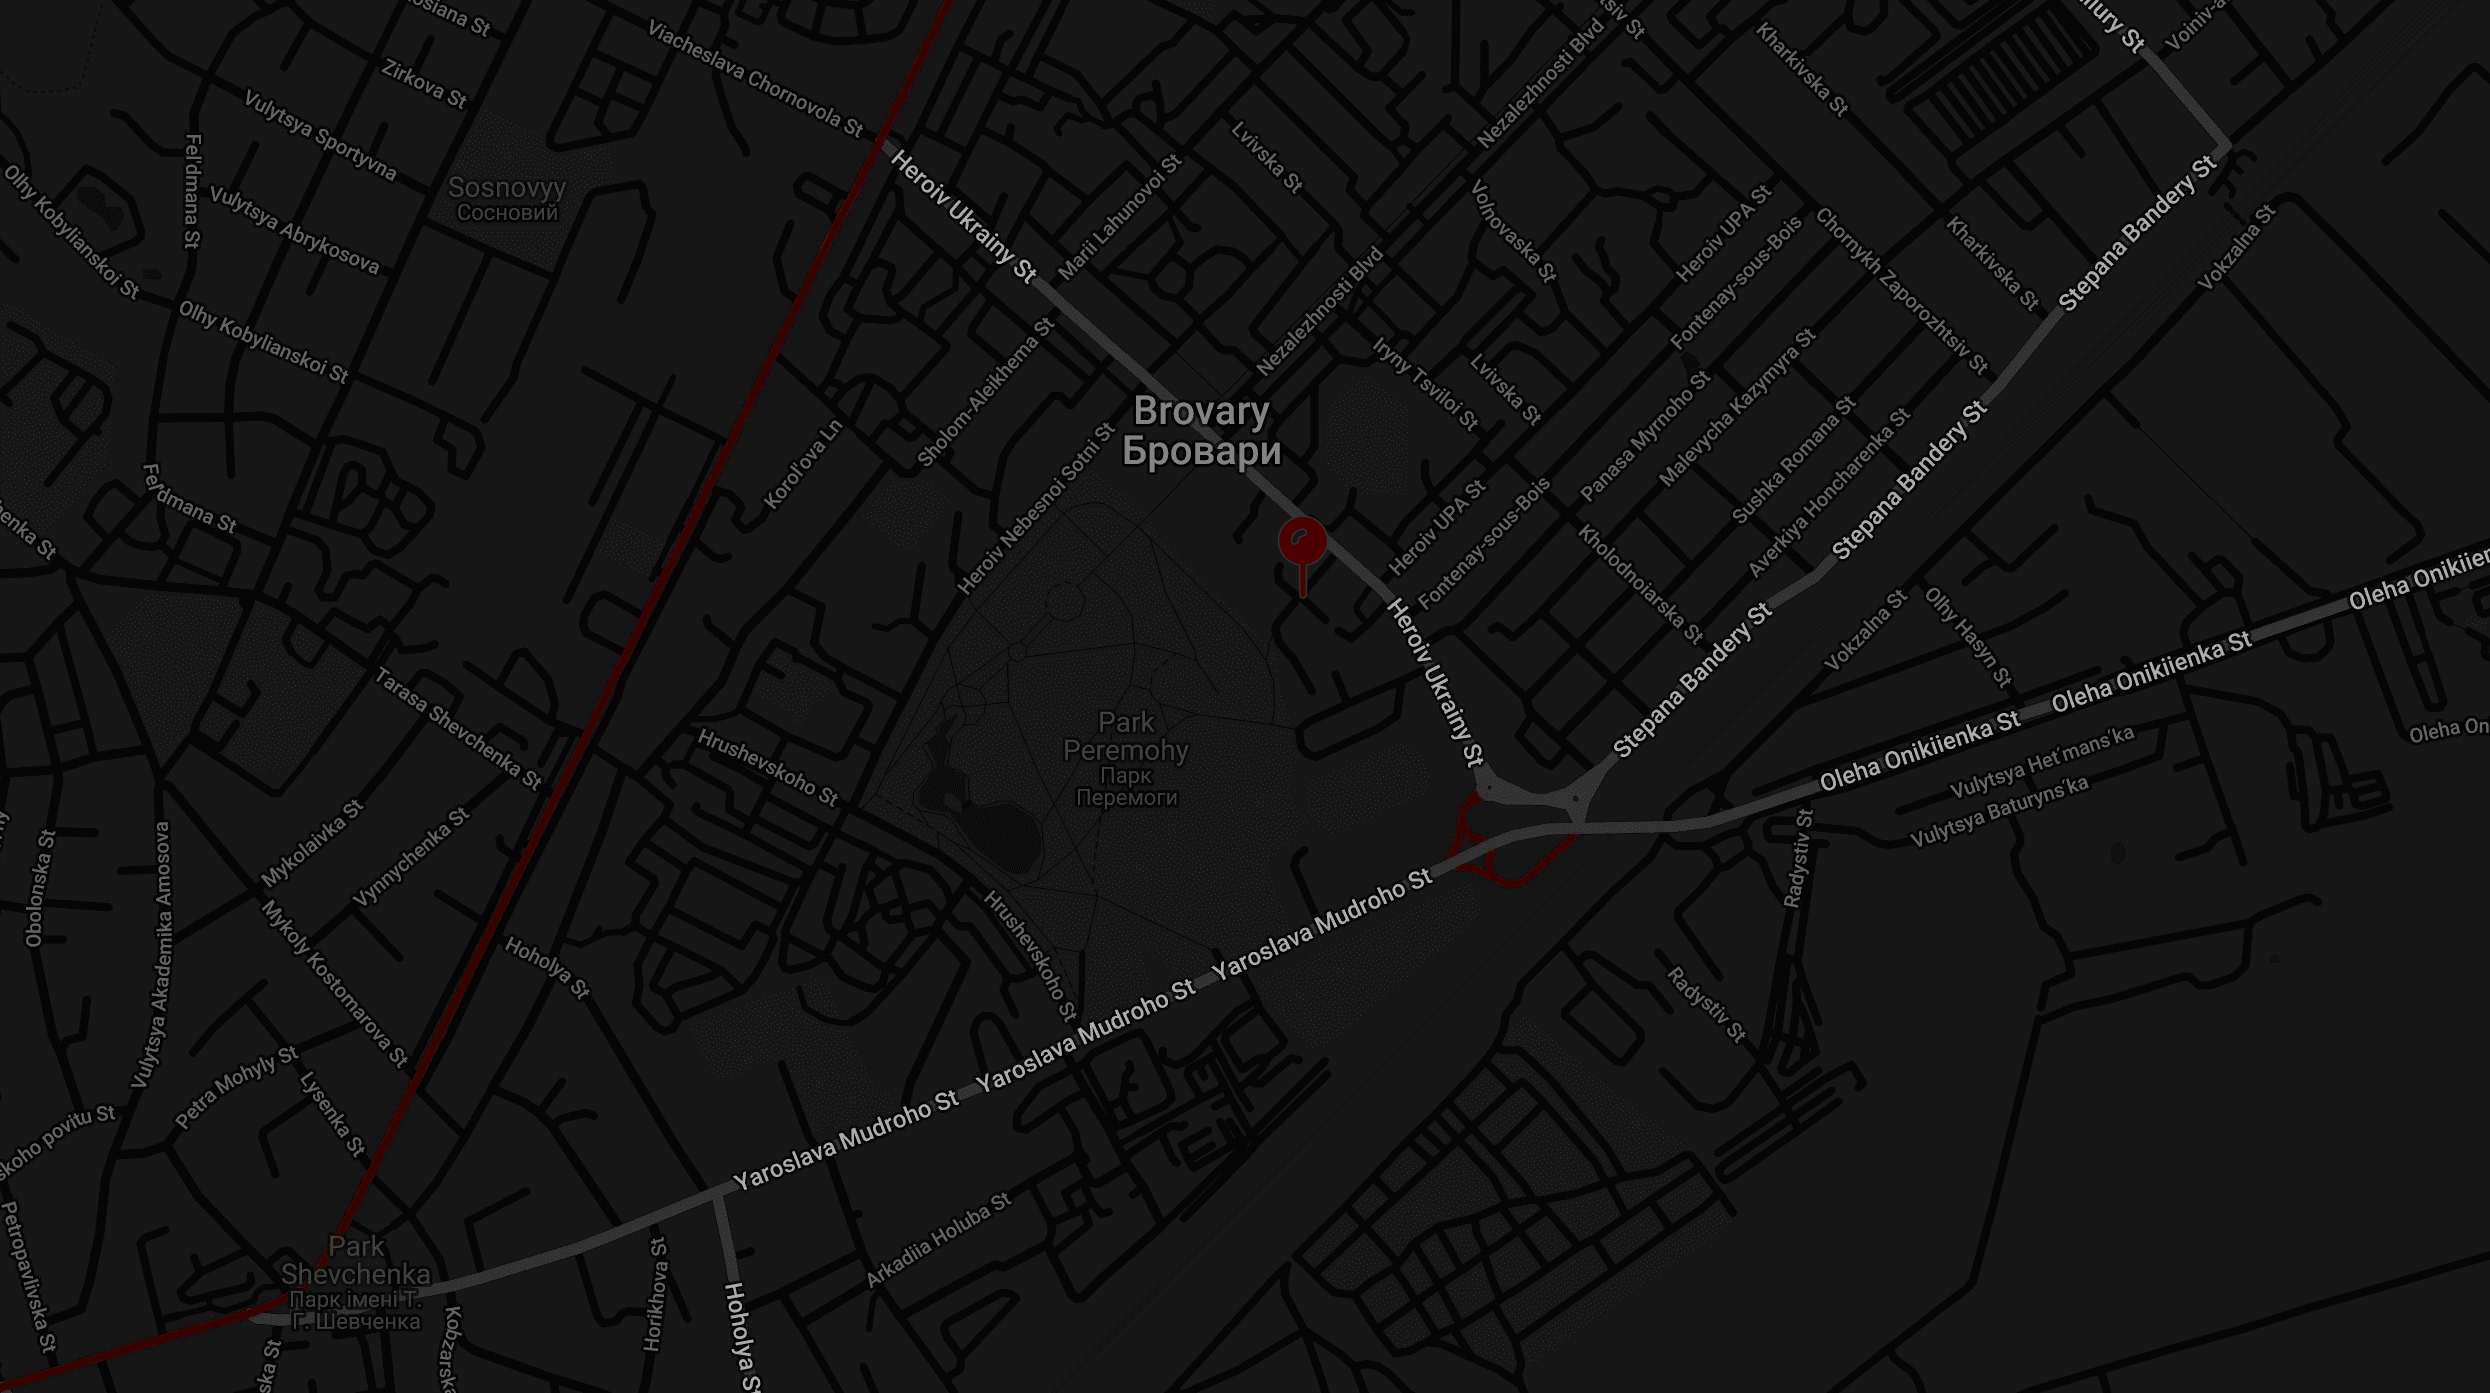 Viacheslava Chornovola St
Zirkova St
Vulytsya Sportyvna
Fel'dmana St
Sosnovyy
Сосновий
Vulytsya Abrykosova
Olhy Kobylianskoi St
Olhy Kobylianskoi St
Heroiv Ukrainy St
Marii Lahunovoi St
Lvivska St
Nezalezhnosti Blvd
Kharkivska St
Volnovaska St
Heroiv UPA St
Fontenay-sous-Bois
Chornykh Zaporozhtsiv St
Kharkivska St
Stepana Bandery St
Vokzalna St
Nezalezhnosti Blvd
Sholom-Aleikhema St
Iryny Tsviloi St
Lvivska St
Panasa Myrnoho St
Malevycha Kazymyra St
Sushka Romana St
Averkiya Honcharenka St
Stepana Bandery St
Brovary
Бровари
Korol'ova Ln
Heroiv Nebesnoi Sotni St
Fel'dmana St
Heroiv UPA St
Fontenay-sous-Bois
Kholodnoiarska St
Heroiv Ukrainy St
Stepana Bandery St
Vokzalna St
Olhy Hasyn St
Oleha Onikiienka St
Oleha Onikiienka St
Tarasa Shevchenka St
Hrushevskoho St
Park
Peremohy
Парк
Перемоги
Vulytsya Het'mans'ka
Vulytsya Baturyns'ka
Radystiv St
Mykolaivka St
Vynnychenka St
Obolonska St
Vulytsya Akademika Amosova
Mykoly Kostomarova St
Hoholya St
Hrushevskoho St
Yaroslava Mudroho St
Yaroslava Mudroho St
Yaroslava Mudroho St
Yaroslava Mudroho St
Radystiv St
Petra Mohyly St
Lysenka St
Petropavlivska St
Park
Shevchenka
Парк імені Т.
Г. Шевченка
Horikhova St
Hoholya St
Arkadiia Holuba St